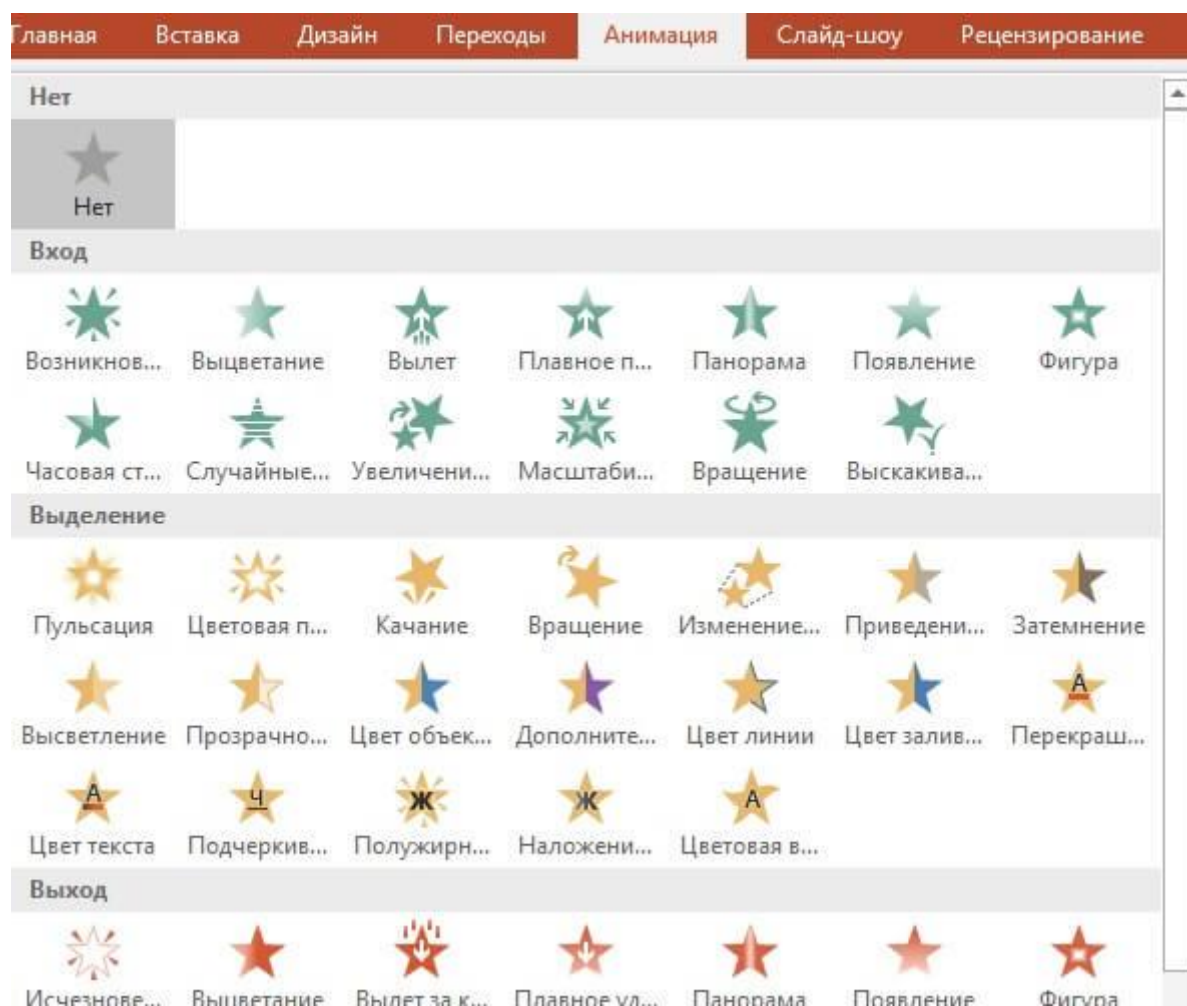 Главная Вставка Дизайн Переходы Анимация Слайд-шоу Рецензирование
Нет
Нет
Вход
Возникнов... Выцветание Вылет Плавное п... Панорама Появление Фигура
Часовая ст... Случайные... Увеличени... Масштаби... Вращение Выскакива...
Выделение
Пульсация Цветовая п... Качание Вращение Изменение... Приведени... Затемнение
Высветление Прозрачно... Цвет объек... Дополните... Цвет линии Цвет залив... Перекраш...
А
А Ч Ж Ж А
Цвет текста Подчеркив... Полужирн... Наложени... Цветовая в...
Выход
Исчезнове... Выцветание Вылет за к... Плавное уд... Панорама Появление Фигура